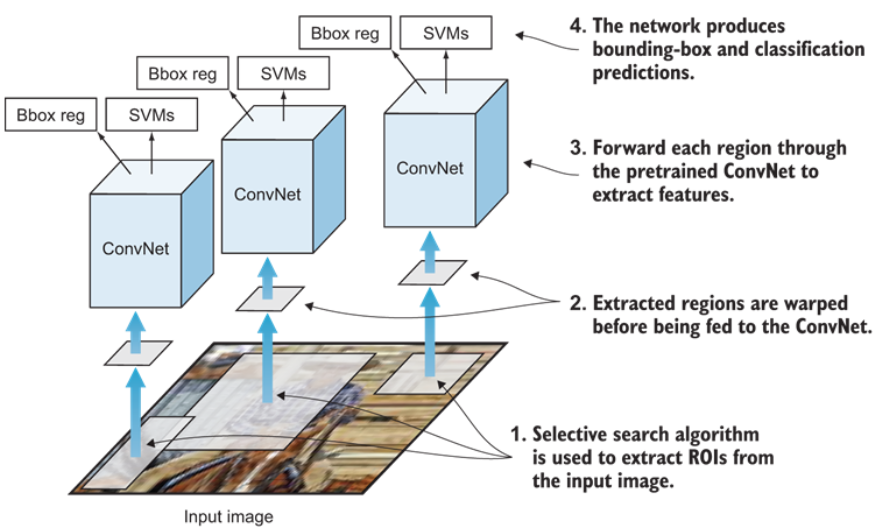 Bbox reg
SVMs
4. The network produces
bounding-box and classification
predictions.
Bbox reg
SVMs
Bbox reg
SVMs
ConvNet
ConvNet
ConvNet
3. Forward each region through
the pretrained ConvNet to
extract features.
2. Extracted regions are warped
before being fed to the ConvNet.
1. Selective search algorithm
is used to extract ROIs from
the input image.
Input image